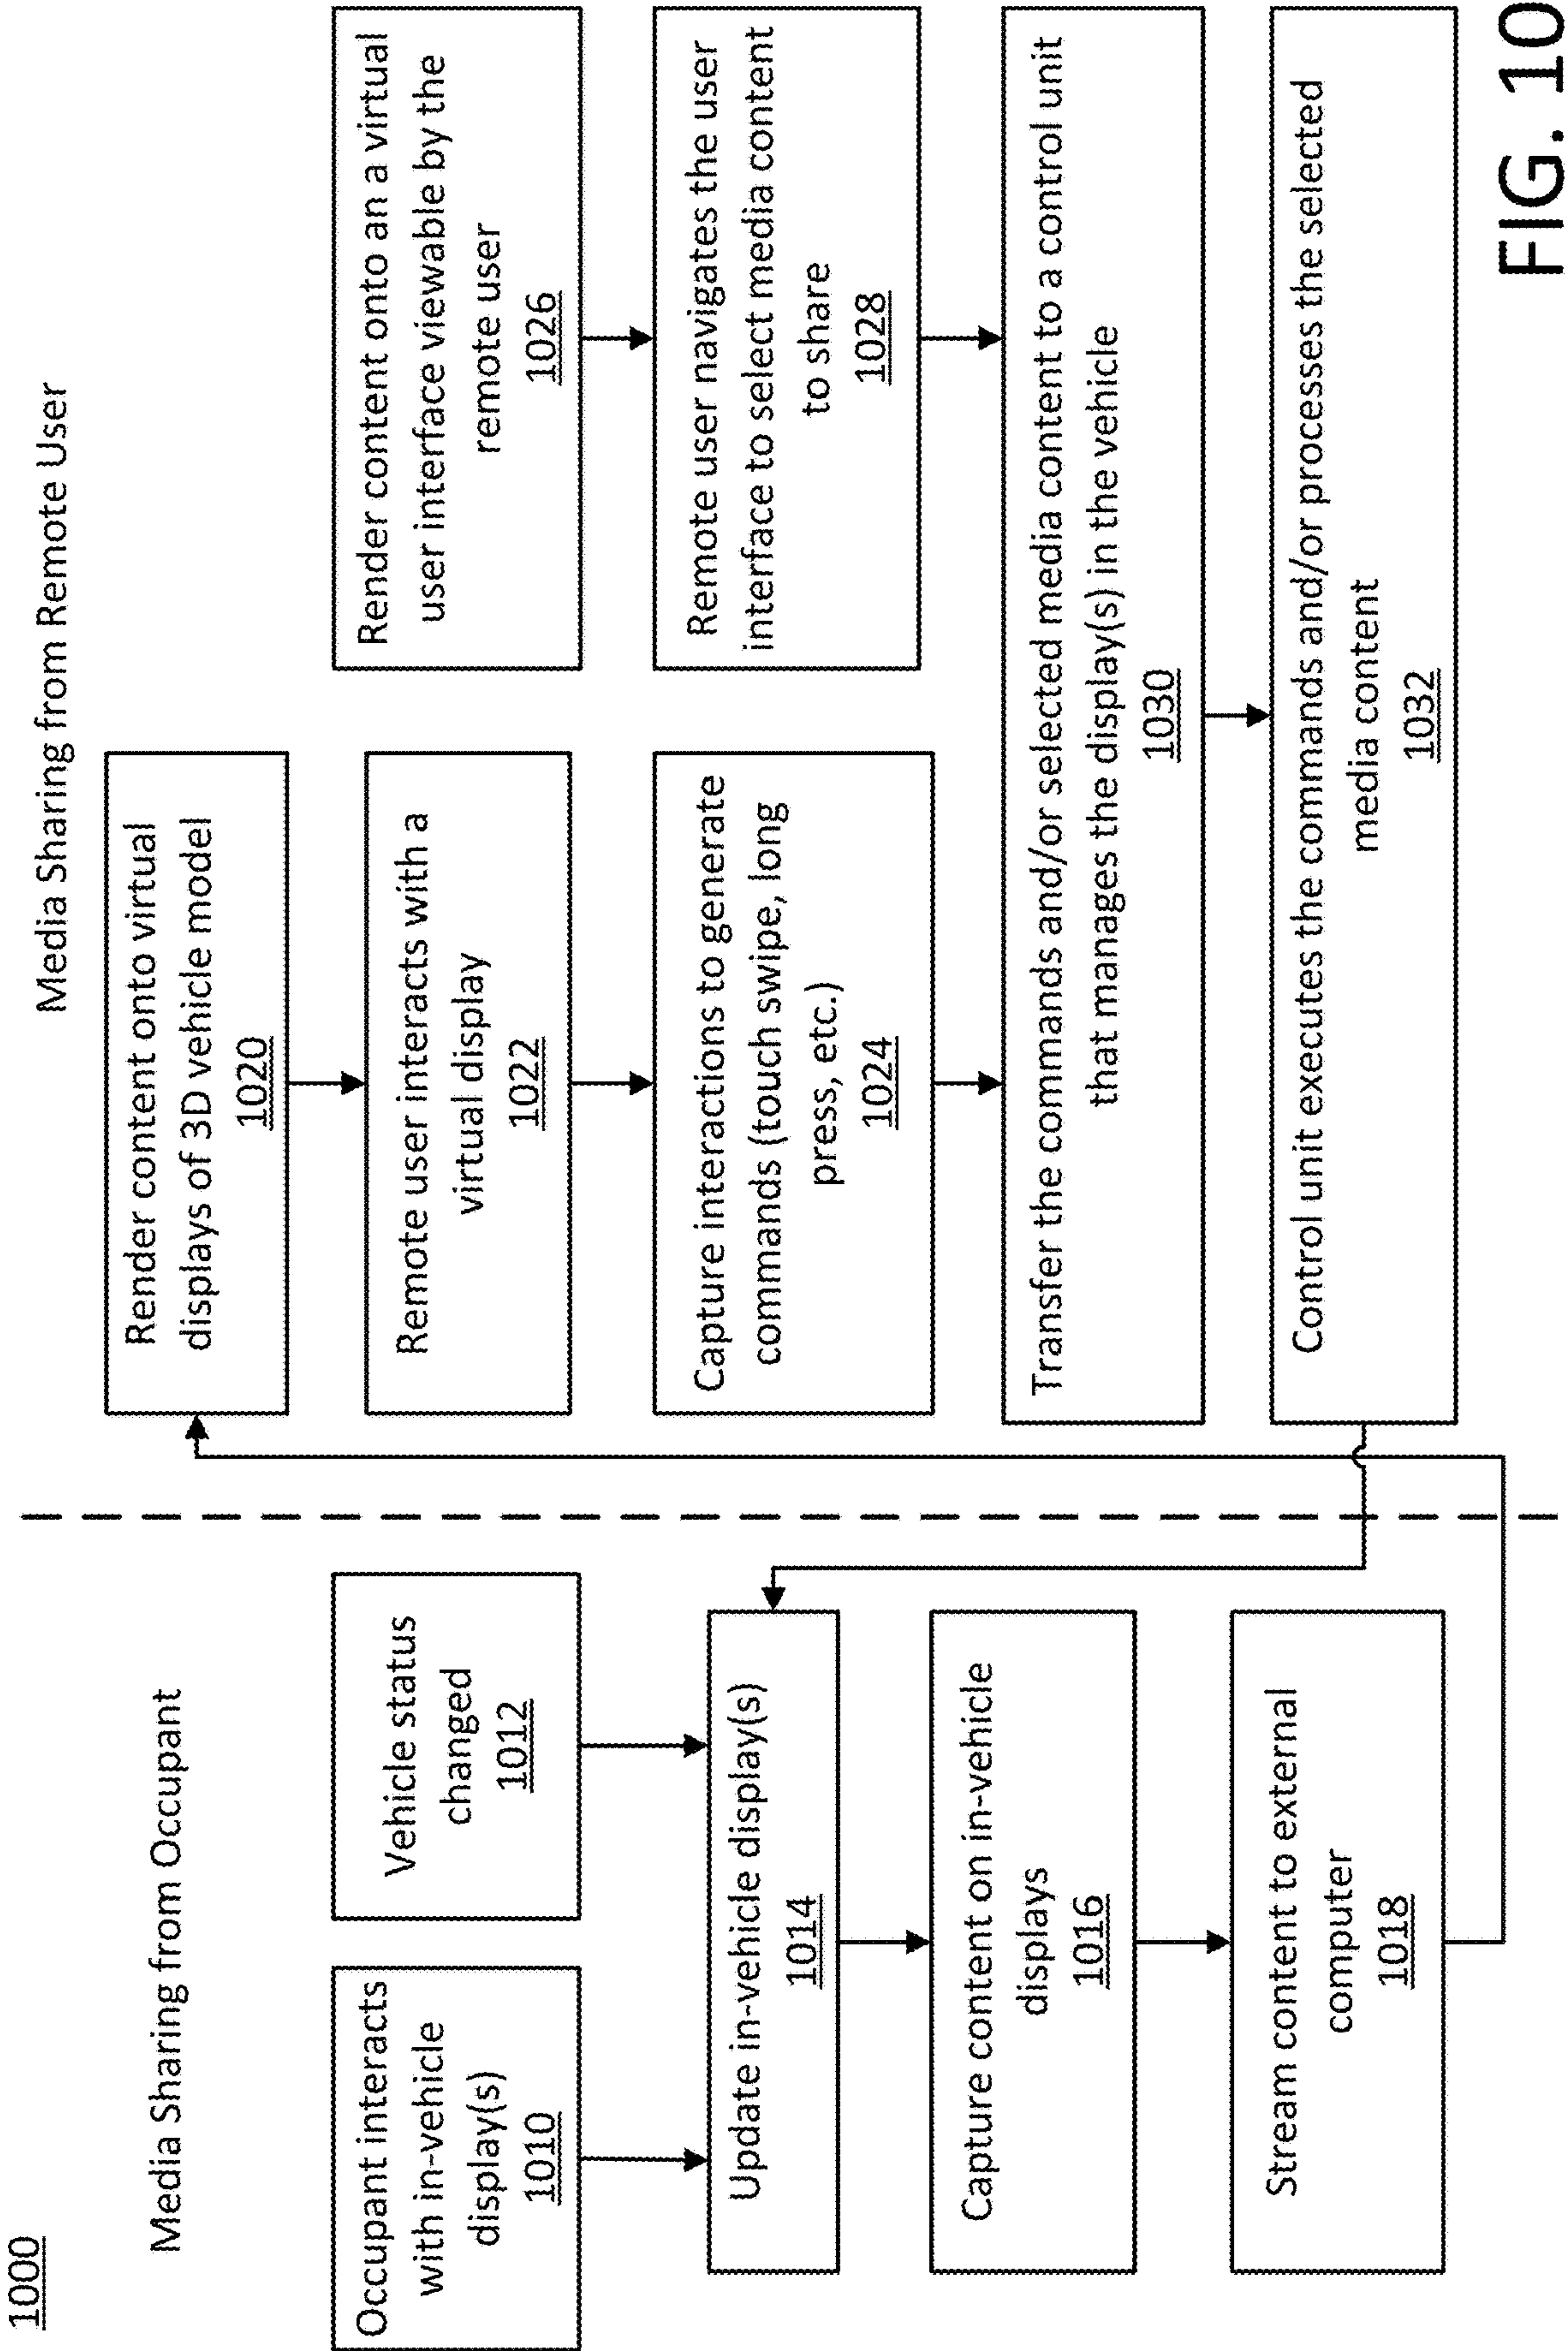 1000
Media Sharing from Occupant
Occupant interacts
with in-vehicle
display(s)
1010
Vehicle status
changed
1012
Update in-vehicle display(s)
1014
Capture content on in-vehicle
displays
1016
Stream content to external
computer
1018
Media Sharing from Remote User
Render content onto virtual
displays of 3D vehicle model
1020
Remote user interacts with a
virtual display
1022
Capture interactions to generate
commands (touch swipe, long
press, etc.)
1024
Render content onto an a virtual
user interface viewable by the
remote user
1026
Remote user navigates the user
interface to select media content
to share
1028
Transfer the commands and/or selected media content to a control unit
that manages the display(s) in the vehicle
1030
Control unit executes the commands and/or processes the selected
media content
1032
FIG. 10